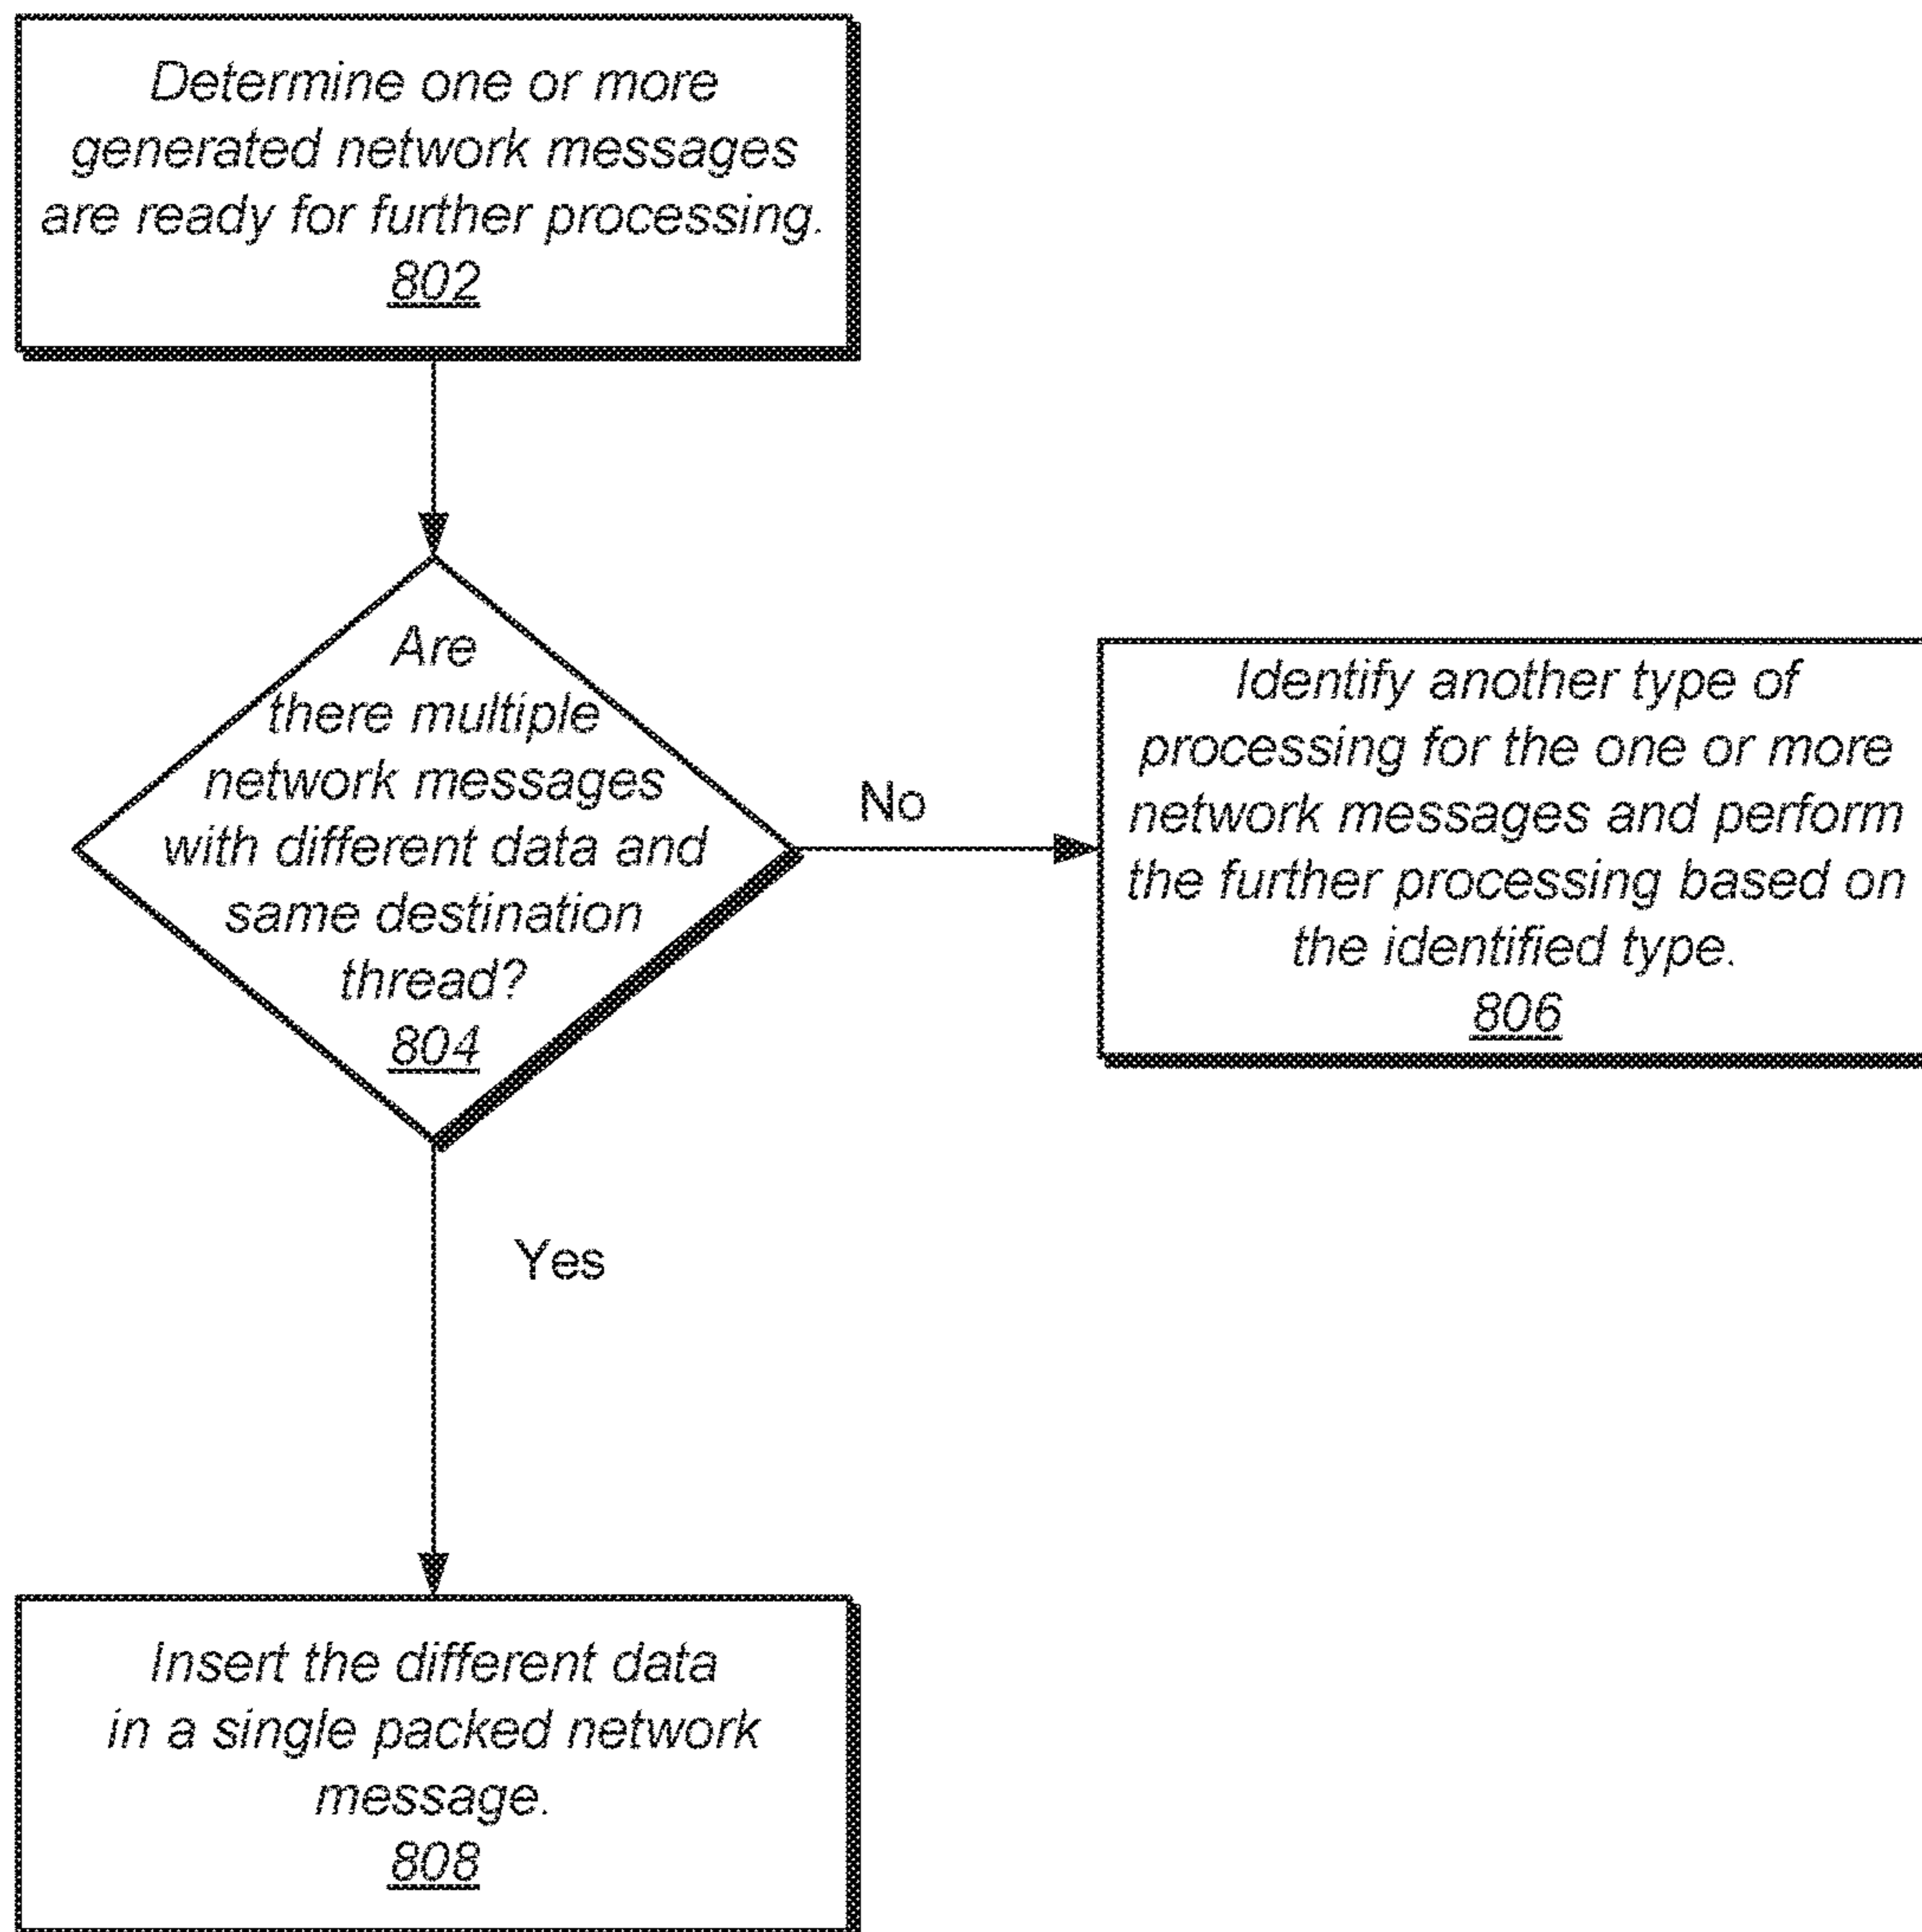 Determine one or more
generated network messages
are ready for further processing.
802
Are
there multiple
network messages
with different data and
same destination
thread?
804
No
Identify another type of
processing for the one or more
network messages and perform
the further processing based on
the identified type.
806
Yes
Insert the different data
in a single packed network
message.
808